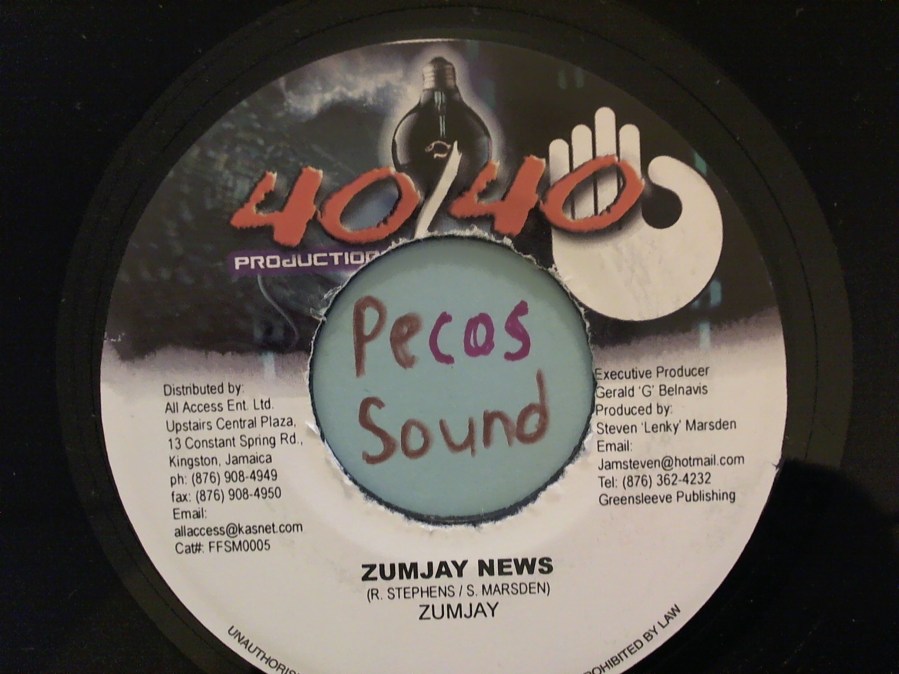 40/40
PRODUCTION
Pecos
Sound
Distributed by:
All Access Ent. Ltd.
Upstairs Central Plaza,
13 Constant Spring Rd.,
Kingston, Jamaica
ph: (876) 908-4949
fax: (876) 908-4950
Email:
allaccess@kasnet.com
Cat#: FFSM0005
Executive Producer
Gerald 'G' Belnavis
Produced by:
Steven 'Lenky' Marsden
Email:
Jamsteven@hotmail.com
Tel: (876) 362-4232
Greensleeve Publishing
ZUMJAY NEWS
(R. STEPHENS / S. MARSDEN)
ZUMJAY
BY LAW